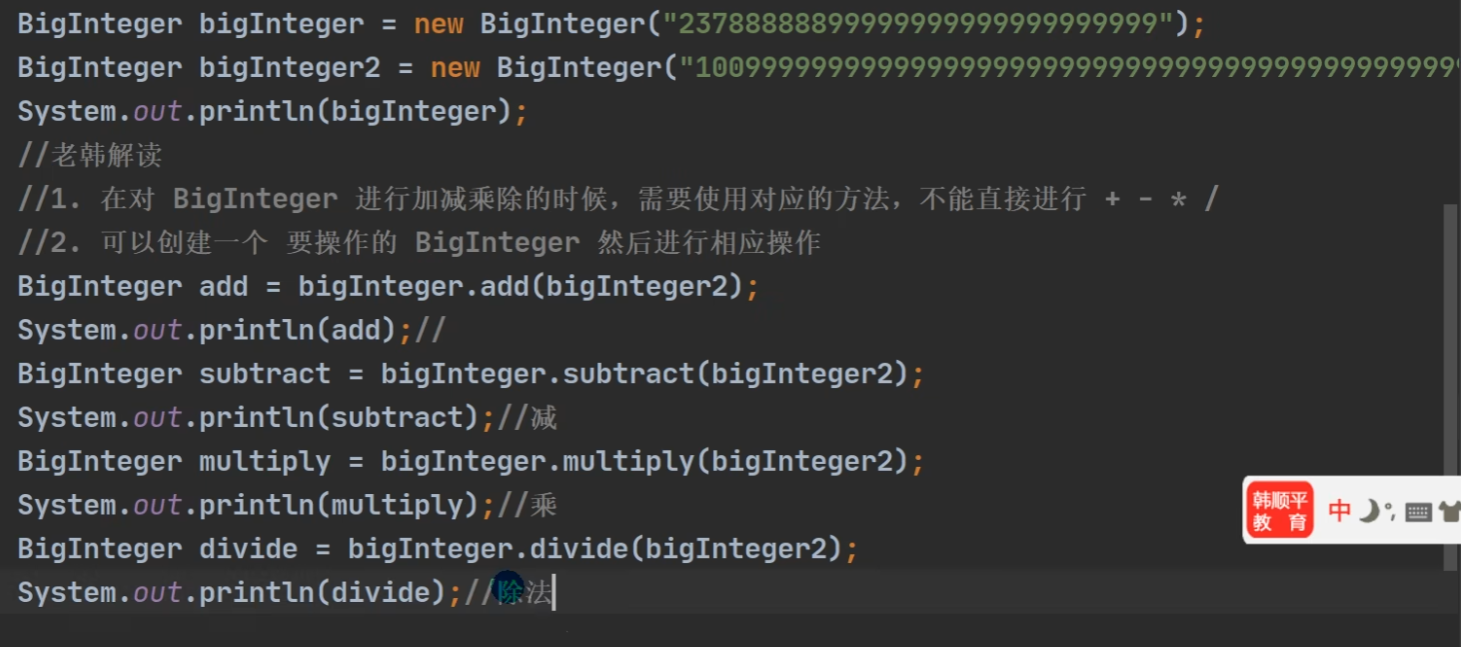 BigInteger bigInteger = new BigInteger("23788888899999999999999999999");
BigInteger bigInteger2 = new BigInteger("10099999999999999999999999999999999999999999999
System.out.println(bigInteger);
//老韩解读
//1. 在对 BigInteger 进行加减乘除的时候，需要使用对应的方法，不能直接进行 + - * /
//2. 可以创建一个 要操作的 BigInteger 然后进行相应操作
BigInteger add = bigInteger.add(bigInteger2);
System.out.println(add);//
BigInteger subtract = bigInteger.subtract(bigInteger2);
System.out.println(subtract);//减
BigInteger multiply = bigInteger.multiply(bigInteger2);
System.out.println(multiply);//乘
BigInteger divide = bigInteger.divide(bigInteger2);
System.out.println(divide);//除法
韩顺平
教 育
中